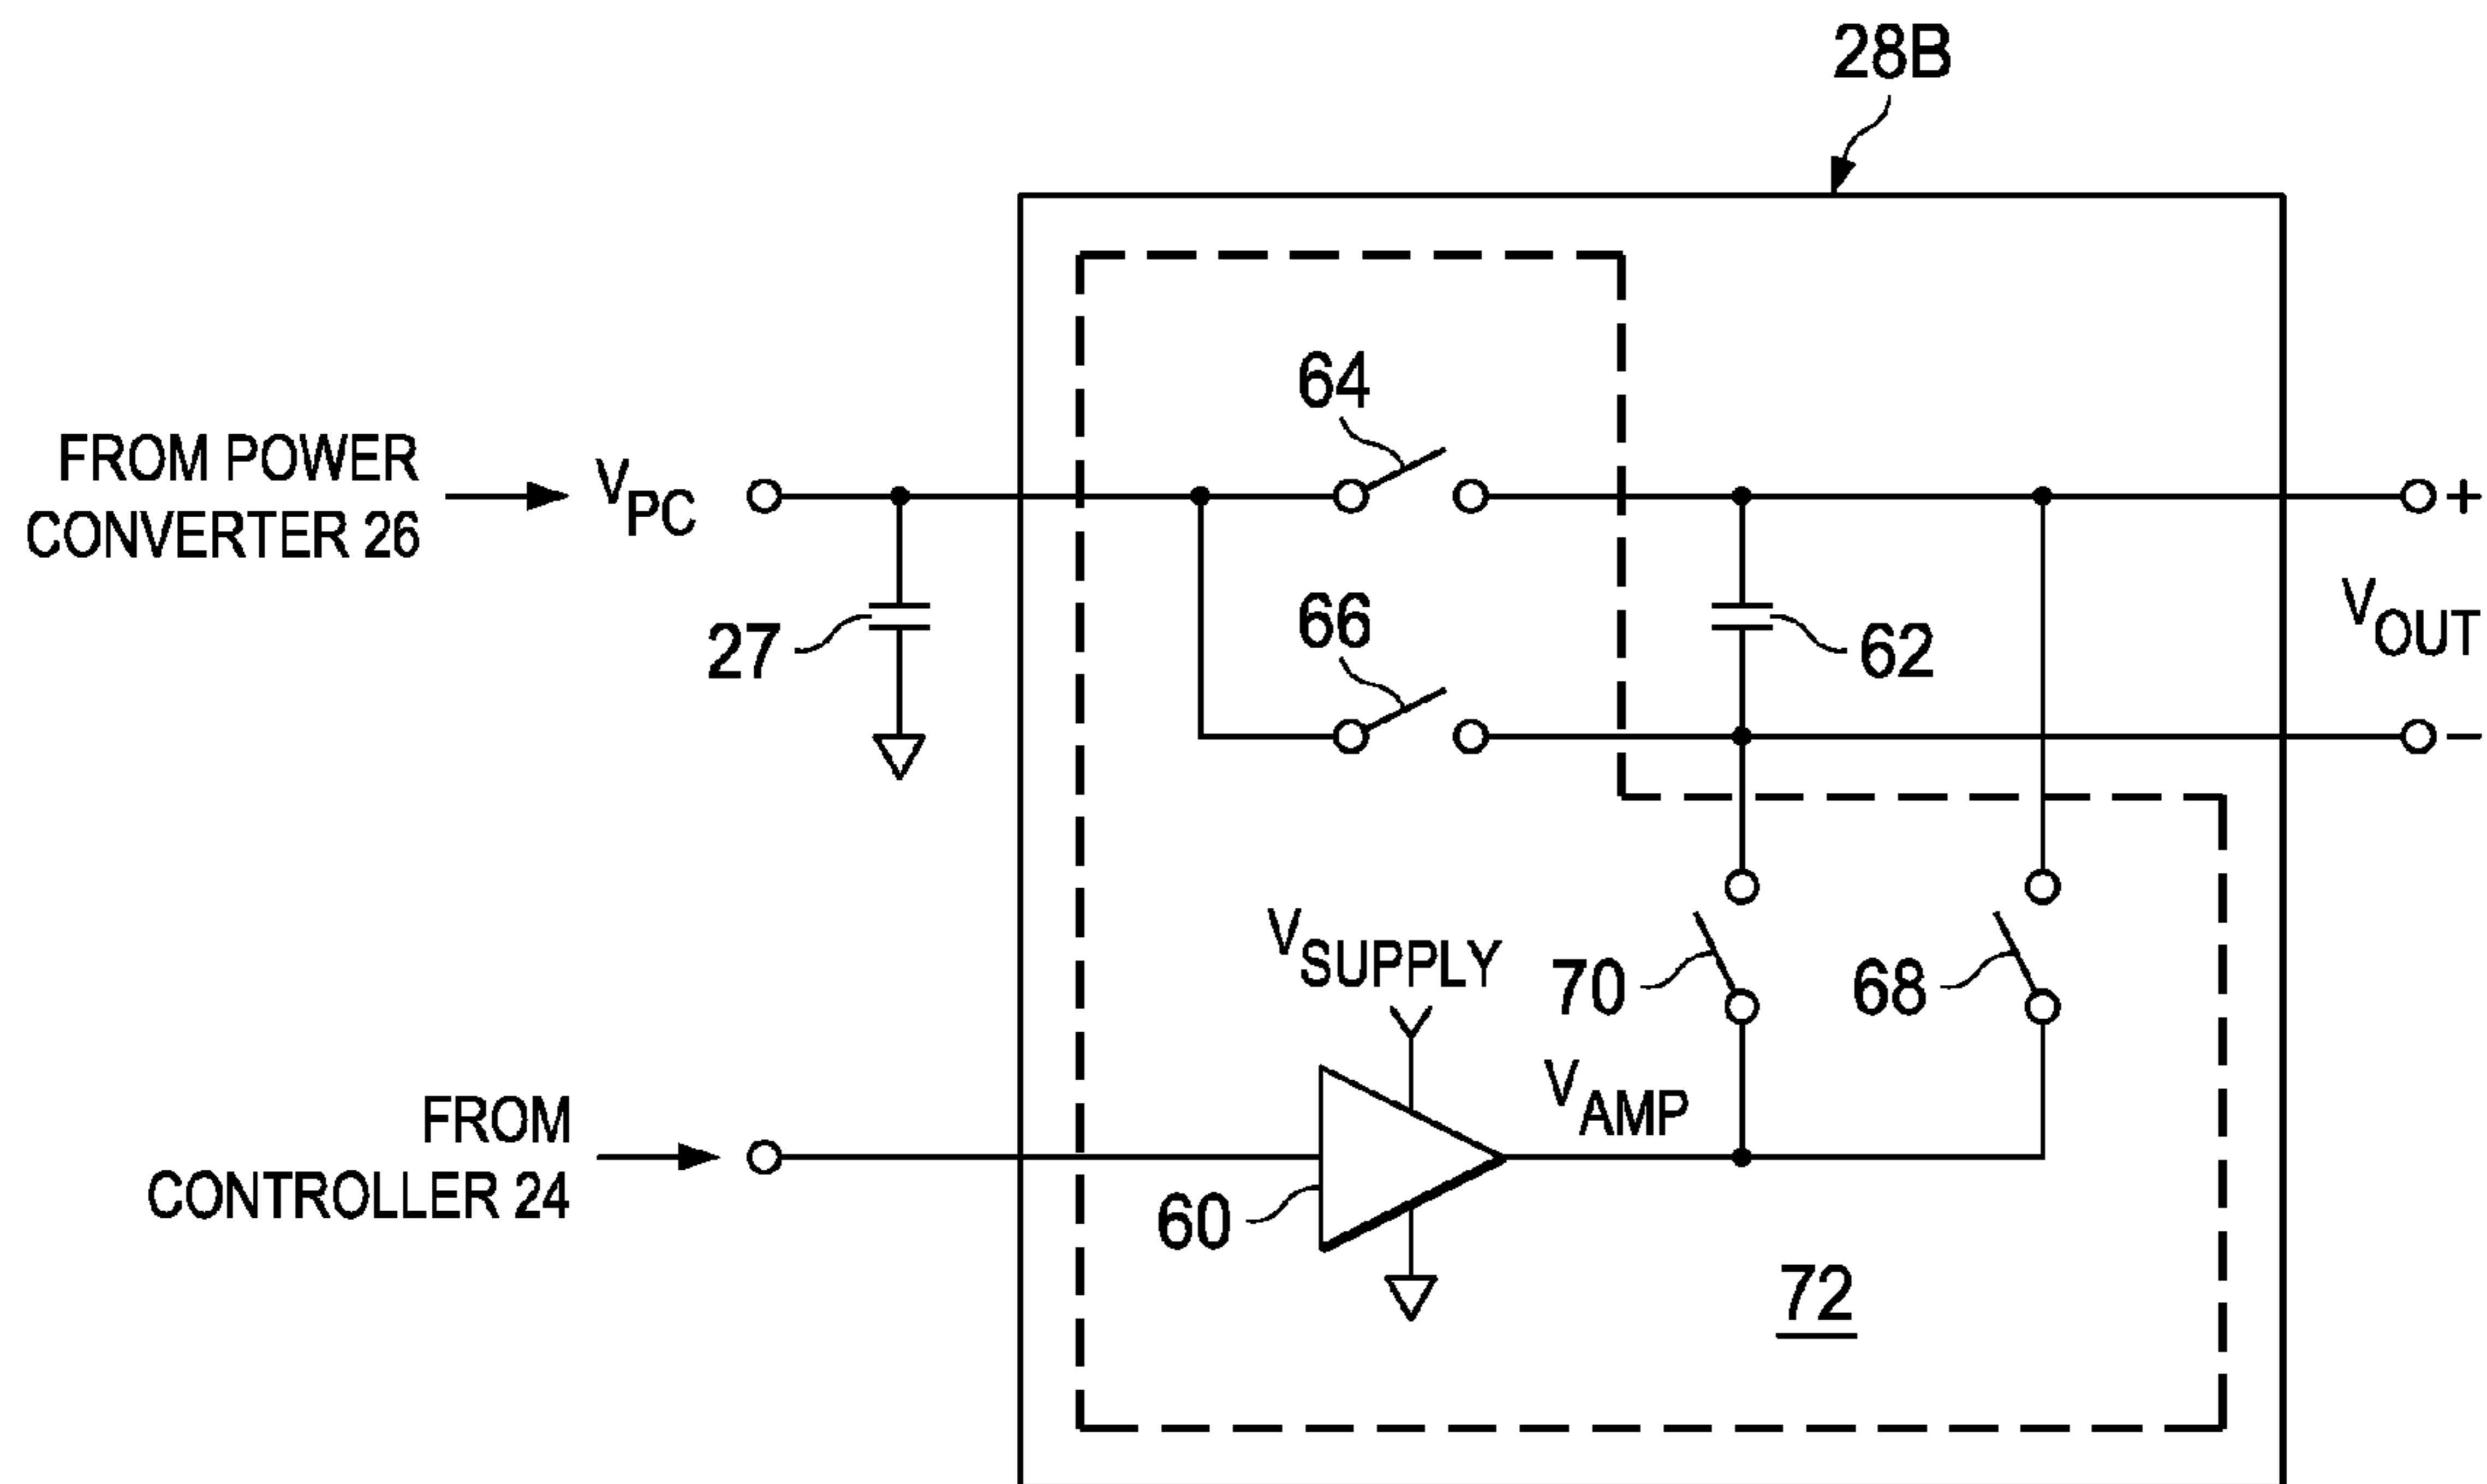 28B
64
FROM POWER
CONVERTER 26
VPC
+
66
27
62
VOUT
−
VSUPPLY
70
68
VAMP
FROM
CONTROLLER 24
60
72